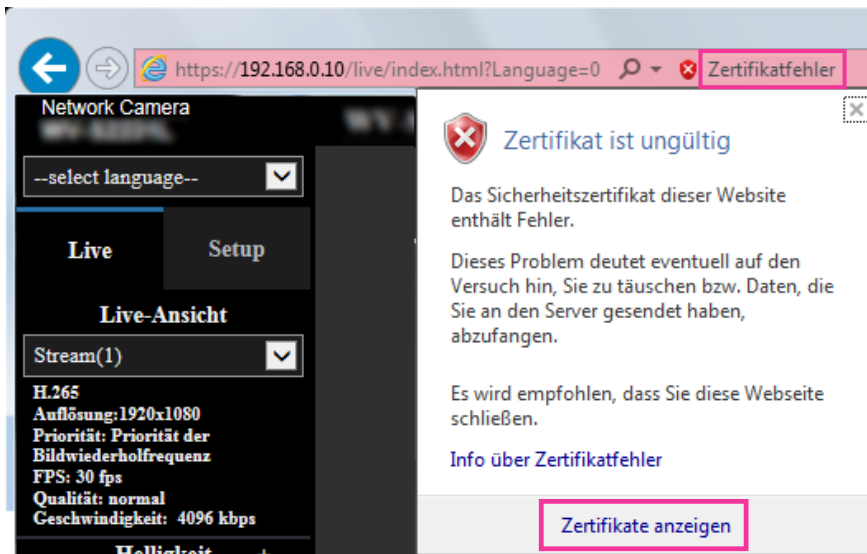 https://192.168.0.10/live/index.html?Language=0
Zertifikatfehler
Network Camera
--select language--
Live
Setup
Live-Ansicht
Stream(1)
H.265
Auflösung:1920x1080
Priorität: Priorität der
Bildwiederholfrequenz
FPS: 30 fps
Qualität: normal
Geschwindigkeit: 4096 kbps
Helligkeit
Zertifikat ist ungültig
Das Sicherheitszertifikat dieser Website
enthält Fehler.
Dieses Problem deutet eventuell auf den
Versuch hin, Sie zu täuschen bzw. Daten, die
Sie an den Server gesendet haben,
abzufangen.
Es wird empfohlen, dass Sie diese Webseite
schließen.
Info über Zertifikatfehler
Zertifikate anzeigen